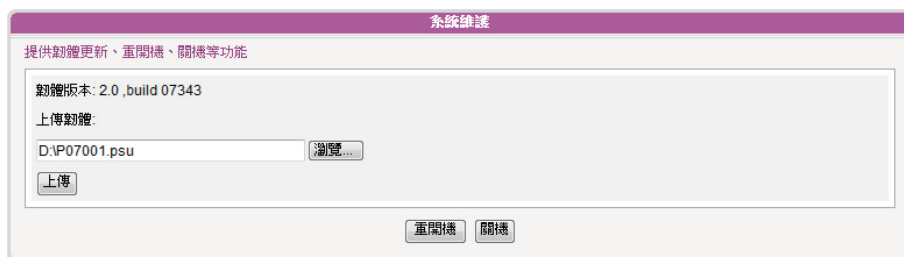 系統維護
提供韌體更新、重開機、關機等功能
韌體版本: 2.0 ,build 07343
上傳韌體:
D:\P07001.psu 瀏覽...
上傳
重開機 關機